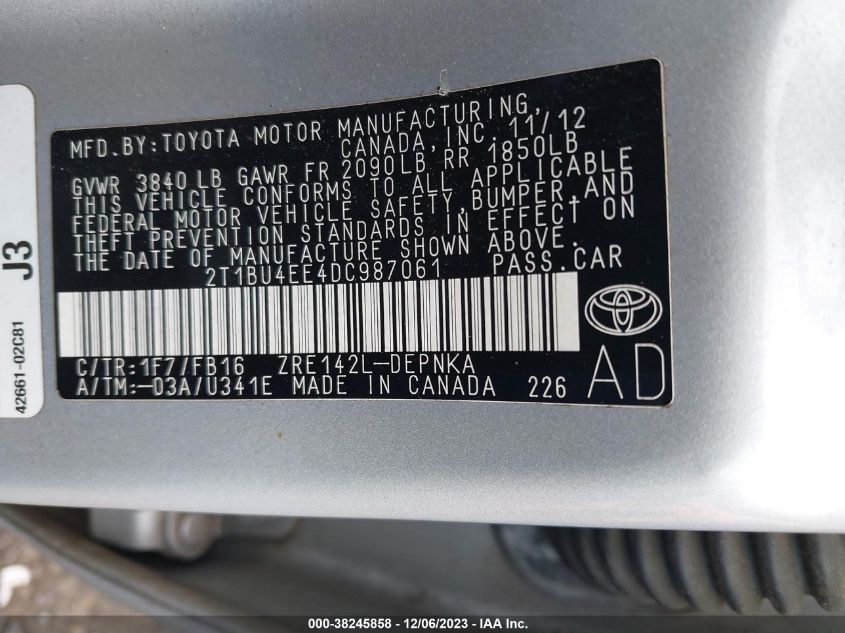 MFD.BY:TOYOTA MOTOR MANUFACTURING,
CANADA,INC. 11/12
GVWR 3840 LB GAWR FR 2090LB RR 1850LB
THIS VEHICLE CONFORMS TO ALL APPLICABLE
FEDERAL MOTOR VEHICLE SAFETY,BUMPER,AND
THEFT PREVENTION STANDARDS IN EFFECT ON
THE DATE OF MANUFACTURE SHOWN ABOVE.
2T1BU4EE4DC987061 PASS.CAR
C/TR:1F7/FB16 ZRE142L-DEPNKA
A/TM:-03A/U341E MADE IN CANADA 226
AD
J3
42661-02C81
000-38245858 - 12/06/2023 - IAA Inc.